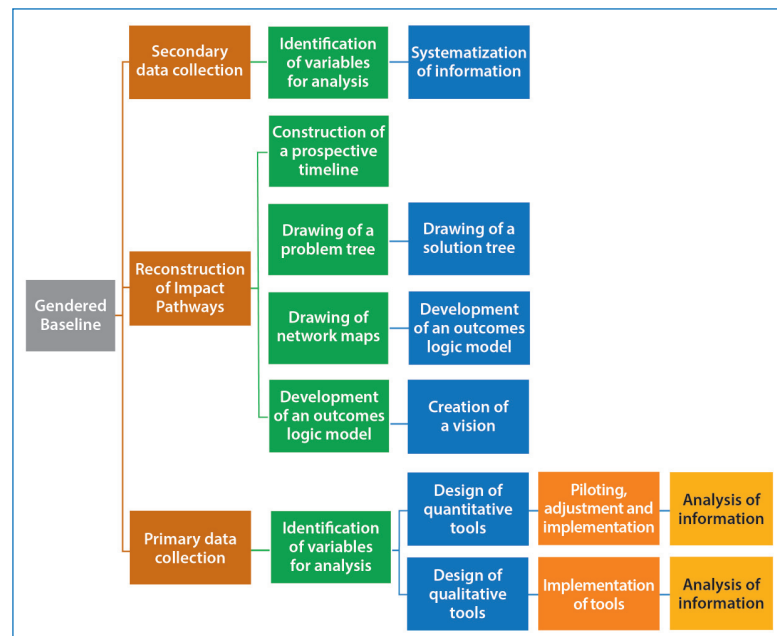 Secondary
data collection
Identification
of variables
for analysis
Systematization
of information
Construction of
a prospective
timeline
Drawing of a
problem tree
Drawing of a
solution tree
Gendered
Baseline
Reconstruction
of Impact
Pathways
Drawing of
network maps
Development
of an outcomes
logic model
Development
of an outcomes
logic model
Creation of
a vision
Primary data
collection
Identification
of variables
for analysis
Design of
quantitative
tools
Piloting,
adjustment and
implementation
Analysis of
information
Design of
qualitative
tools
Implementation
of tools
Analysis of
information